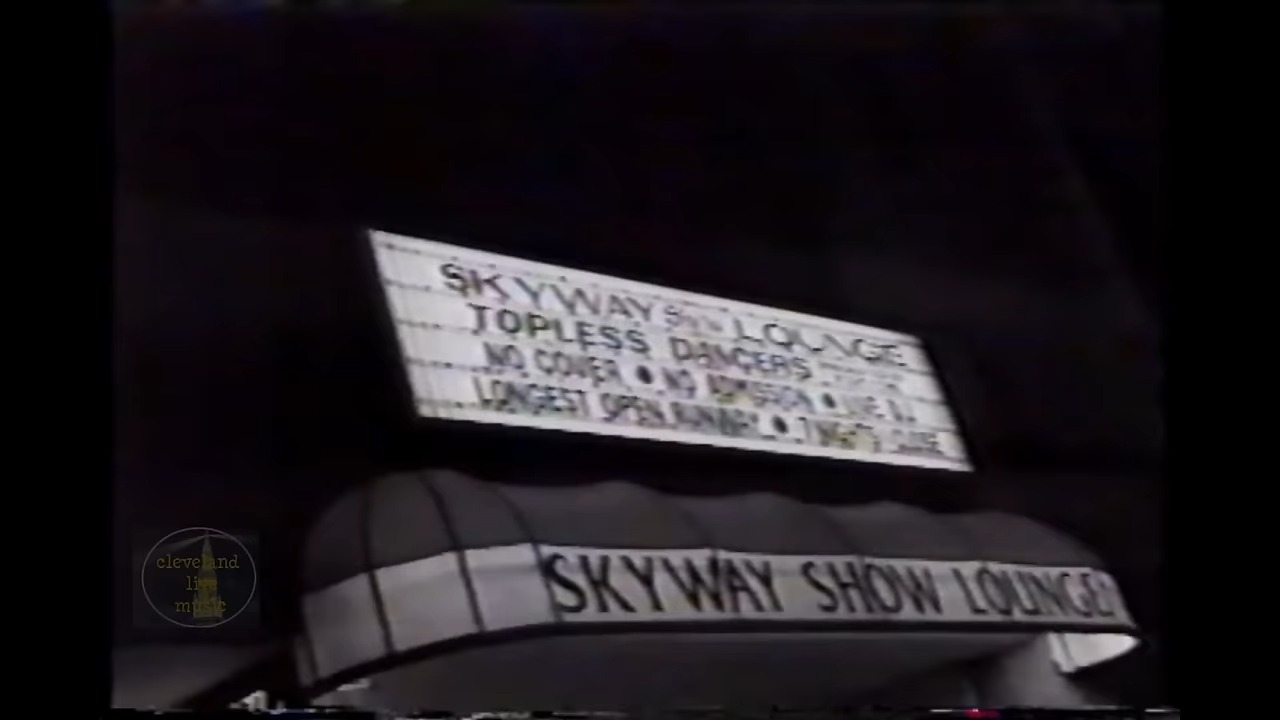 SKYWAY Show LOUNGE
TOPLESS DANCERS
NO COVER • NO ADMISSION • LIVE DJ
LONGEST OPEN RUNWAY •
SKYWAY SHOW LOUNGE
cleveland
live
music